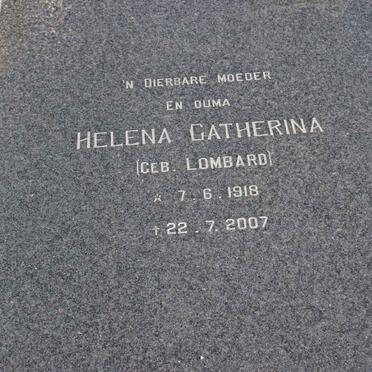 'N DIERBARE MOEDER
EN OUMA
HELENA CATHERINA
(GEB. LOMBARD)
* 7.6.1918
† 22.7.2007